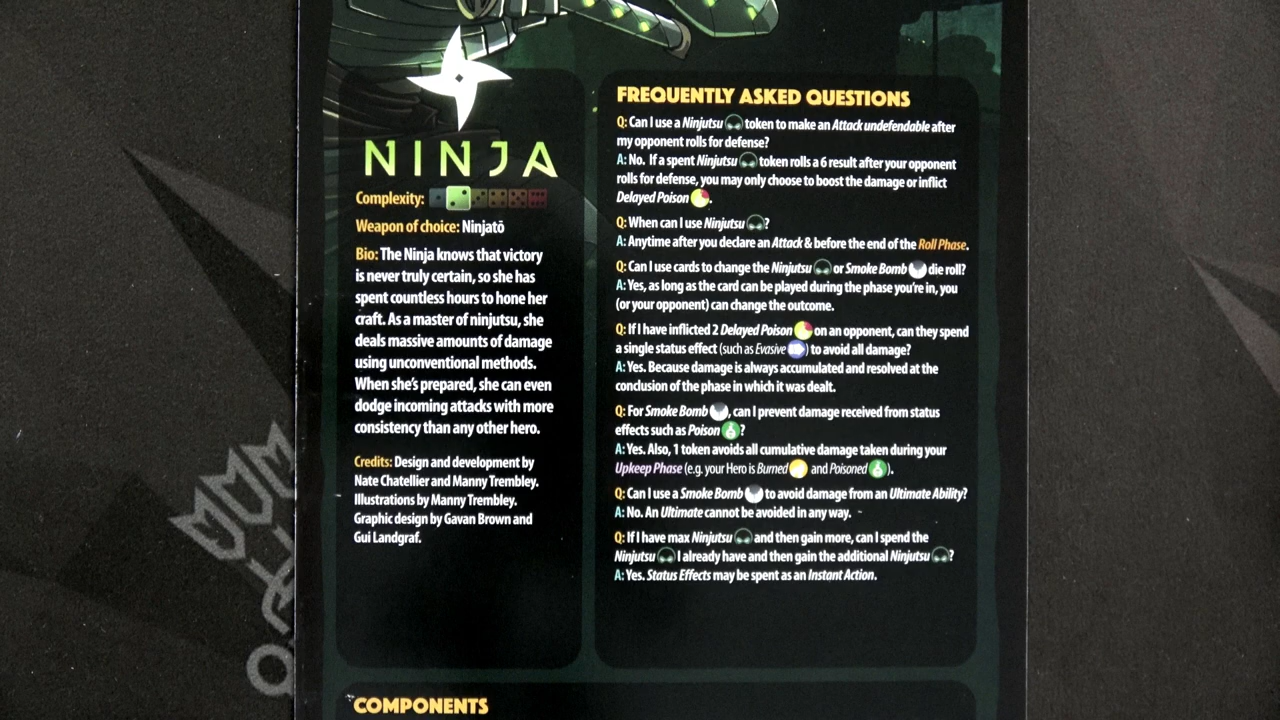 NINJA
Complexity:
Weapon of choice: Ninjatō
Bio: The Ninja knows that victory
is never truly certain, so she has
spent countless hours to hone her
craft. As a master of ninjutsu, she
deals massive amounts of damage
using unconventional methods.
When she's prepared, she can even
dodge incoming attacks with more
consistency than any other hero.
Credits: Design and development by
Nate Chatellier and Manny Trembley.
Illustrations by Manny Trembley.
Graphic design by Gavan Brown and
Gui Landgraf.
FREQUENTLY ASKED QUESTIONS
Q: Can I use a Ninjutsu token to make an Attack undefendable after
my opponent rolls for defense?
A: No. If a spent Ninjutsu token rolls a 6 result after your opponent
rolls for defense, you may only choose to boost the damage or inflict
Delayed Poison.
Q: When can I use Ninjutsu?
A: Anytime after you declare an Attack & before the end of the Roll Phase.
Q: Can I use cards to change the Ninjutsu or Smoke Bomb die roll?
A: Yes, as long as the card can be played during the phase you're in, you
(or your opponent) can change the outcome.
Q: If I have inflicted 2 Delayed Poison on an opponent, can they spend
a single status effect (such as Evasive) to avoid all damage?
A: Yes. Because damage is always accumulated and resolved at the
conclusion of the phase in which it was dealt.
Q: For Smoke Bomb, can I prevent damage received from status
effects such as Poison?
A: Yes. Also, 1 token avoids all cumulative damage taken during your
Upkeep Phase (e.g. your Hero is Burned and Poisoned).
Q: Can I use a Smoke Bomb to avoid damage from an Ultimate Ability?
A: No. An Ultimate cannot be avoided in any way.
Q: If I have max Ninjutsu and then gain more, can I spend the
Ninjutsu I already have and then gain the additional Ninjutsu?
A: Yes. Status Effects may be spent as an Instant Action.
COMPONENTS